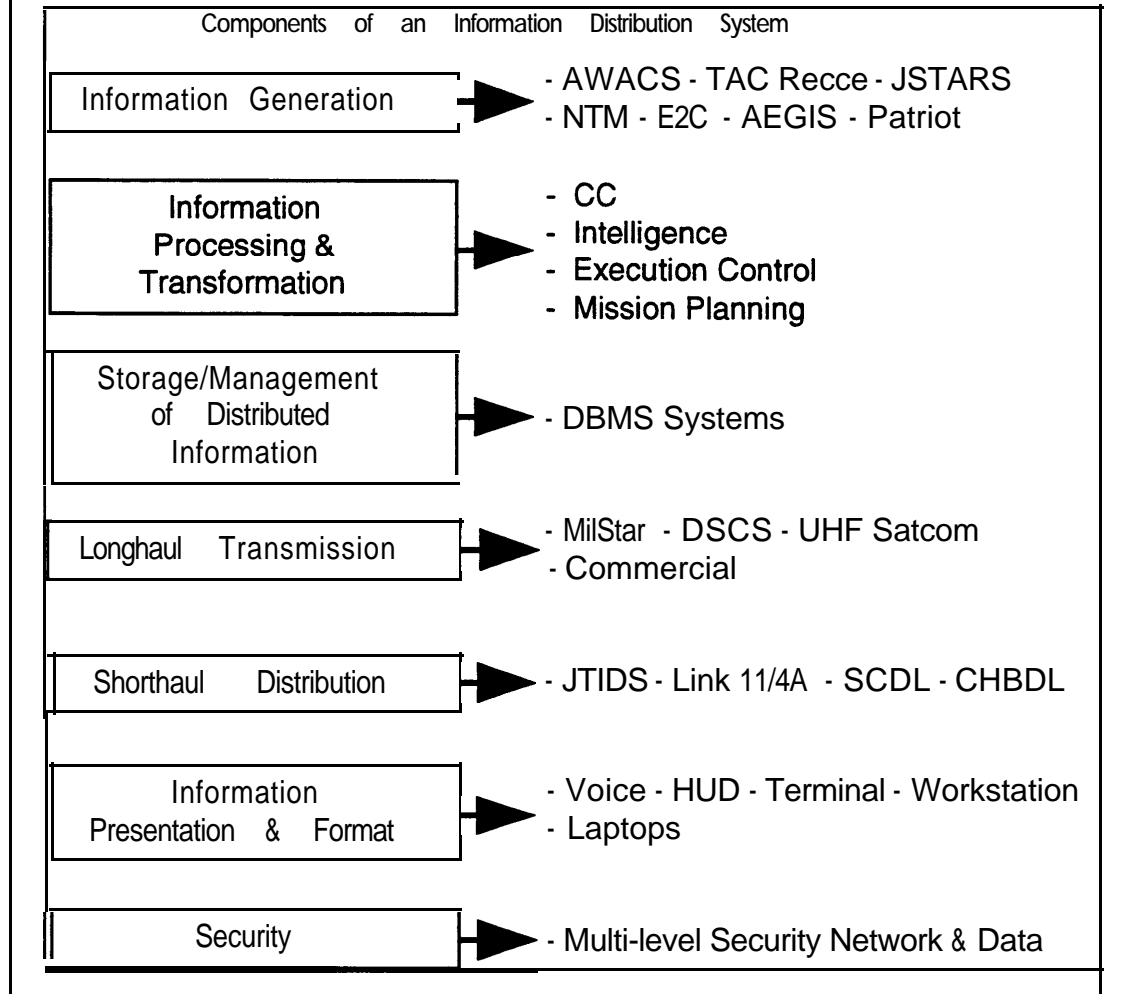 Components of an Information Distribution System
Information Generation
- AWACS - TAC Recce - JSTARS
- NTM - E2C - AEGIS - Patriot
Information
Processing &
Transformation
- CC
- Intelligence
- Execution Control
- Mission Planning
Storage/Management
of Distributed
Information
- DBMS Systems
Longhaul Transmission
- MilStar - DSCS - UHF Satcom
- Commercial
Shorthaul Distribution
- JTIDS - Link 11/4A - SCDL - CHBDL
Information
Presentation & Format
- Voice - HUD - Terminal - Workstation
- Laptops
Security
- Multi-level Security Network & Data